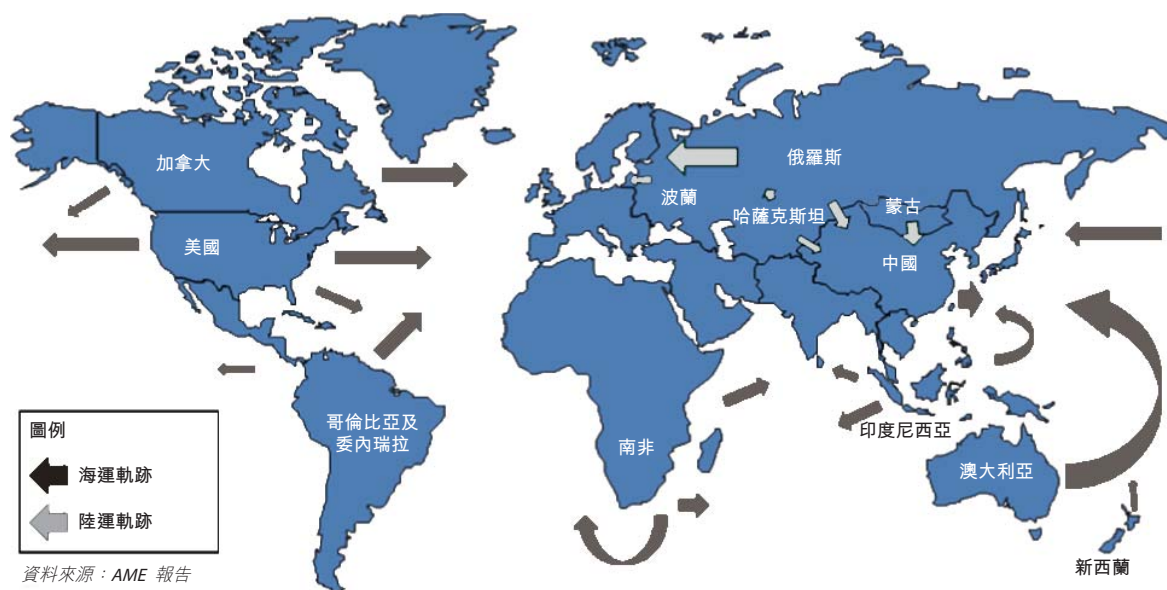 加拿大
美國
哥倫比亞及
委內瑞拉
俄羅斯
波蘭
哈薩克斯坦
蒙古
中國
南非
印度尼西亞
澳大利亞
新西蘭
圖例
海運軌跡
陸運軌跡
資料來源：AME 報告